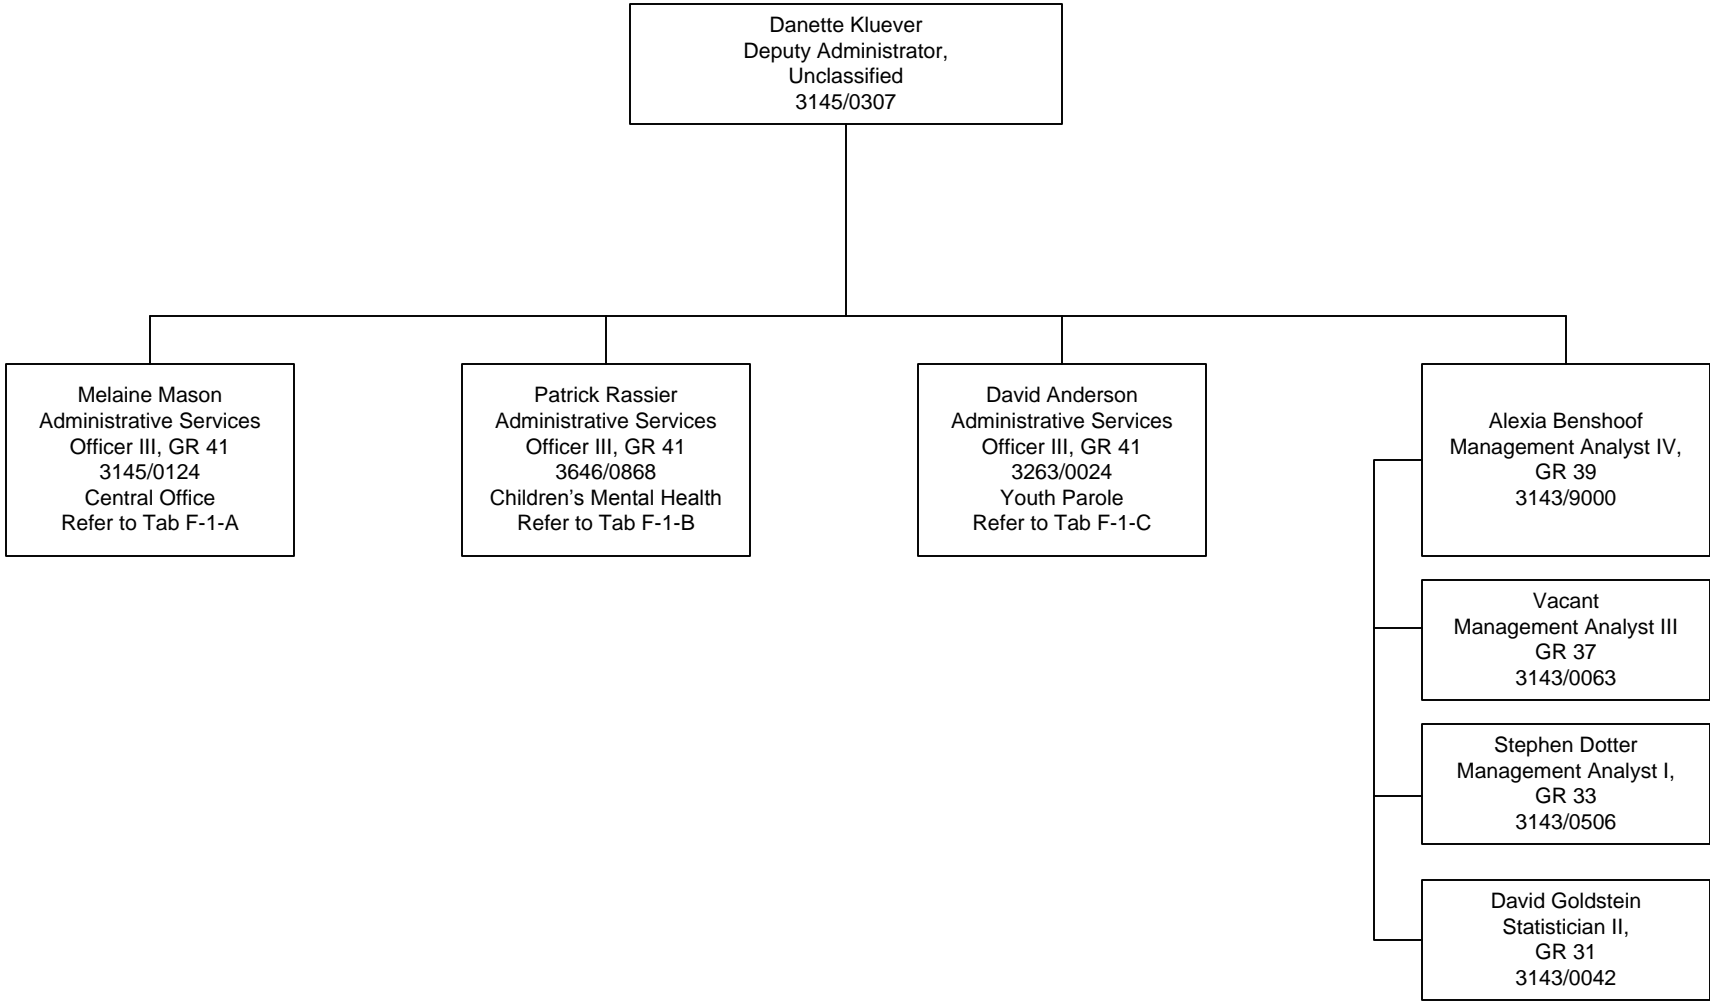 Danette Kluever
Deputy Administrator,
Unclassified
3145/0307
Melaine Mason
Administrative Services
Officer III, GR 41
3145/0124
Central Office
Refer to Tab F-1-A
Patrick Rassier
Administrative Services
Officer III, GR 41
3646/0868
Children’s Mental Health
Refer to Tab F-1-B
David Anderson
Administrative Services
Officer III, GR 41
3263/0024
Youth Parole
Refer to Tab F-1-C
Alexia Benshoof
Management Analyst IV,
GR 39
3143/9000
Vacant
Management Analyst III
GR 37
3143/0063
Stephen Dotter
Management Analyst I,
GR 33
3143/0506
David Goldstein
Statistician II,
GR 31
3143/0042